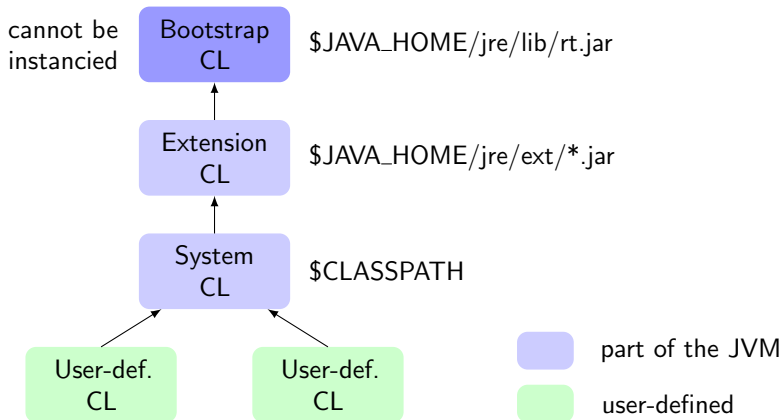 cannot be
instancied
Bootstrap
CL
$JAVA_HOME/jre/lib/rt.jar
Extension
CL
$JAVA_HOME/jre/ext/*.jar
System
CL
$CLASSPATH
User-def.
CL
User-def.
CL
part of the JVM
user-defined